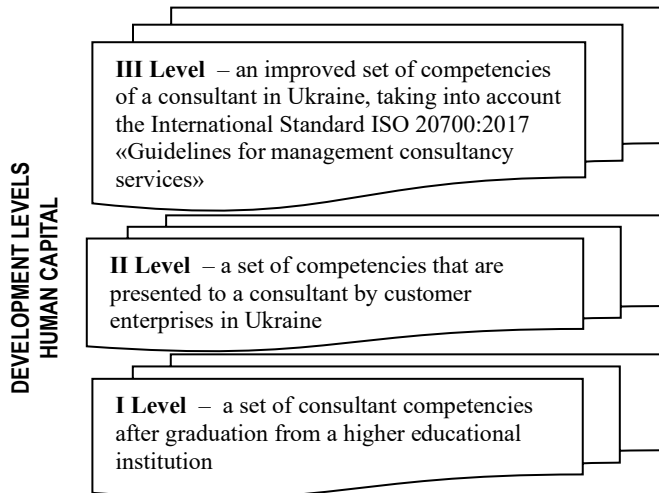 DEVELOPMENT LEVELS
HUMAN CAPITAL
III Level – an improved set of competencies
of a consultant in Ukraine, taking into account
the International Standard ISO 20700:2017
«Guidelines for management consultancy
services»
II Level – a set of competencies that are
presented to a consultant by customer
enterprises in Ukraine
I Level – a set of consultant competencies
after graduation from a higher educational
institution